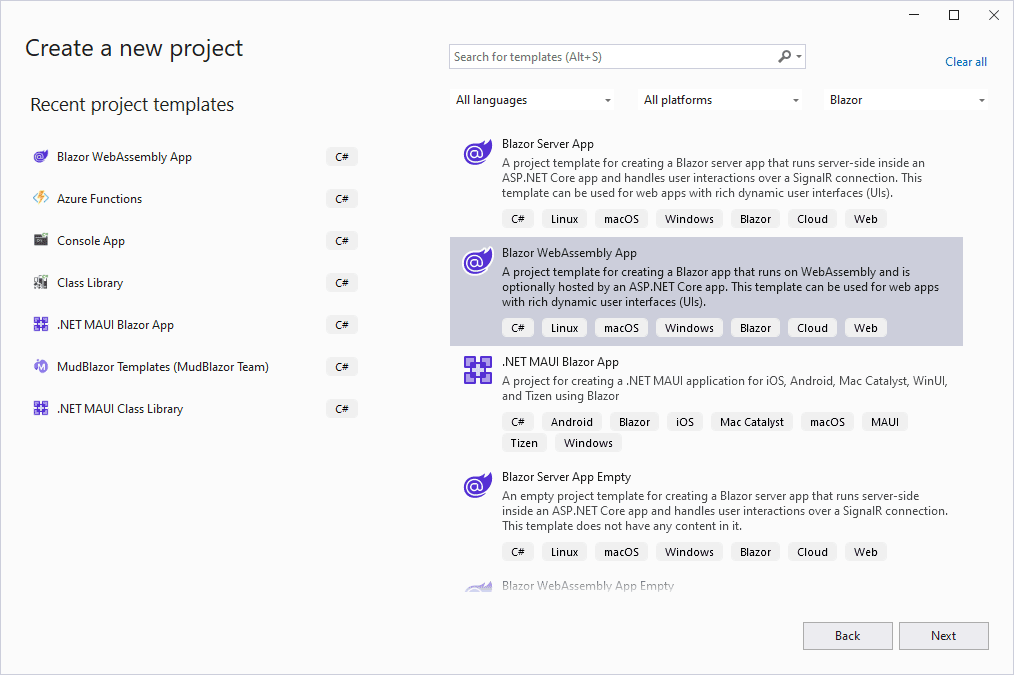 Create a new project
Search for templates (Alt+S)
Clear all
Recent project templates
All languages
All platforms
Blazor
Blazor WebAssembly App
C#
Azure Functions
C#
Console App
C#
Class Library
C#
.NET MAUI Blazor App
C#
MudBlazor Templates (MudBlazor Team)
C#
.NET MAUI Class Library
C#
Blazor Server App
A project template for creating a Blazor server app that runs server-side inside an
ASP.NET Core app and handles user interactions over a SignalR connection. This
template can be used for web apps with rich dynamic user interfaces (UIs).
C# Linux macOS Windows Blazor Cloud Web
Blazor WebAssembly App
A project template for creating a Blazor app that runs on WebAssembly and is
optionally hosted by an ASP.NET Core app. This template can be used for web apps
with rich dynamic user interfaces (UIs).
C# Linux macOS Windows Blazor Cloud Web
.NET MAUI Blazor App
A project for creating a .NET MAUI application for iOS, Android, Mac Catalyst, WinUI,
and Tizen using Blazor
C# Android Blazor iOS Mac Catalyst macOS MAUI
Tizen Windows
Blazor Server App Empty
An empty project template for creating a Blazor server app that runs server-side
inside an ASP.NET Core app and handles user interactions over a SignalR connection.
This template does not have any content in it.
C# Linux macOS Windows Blazor Cloud Web
Blazor WebAssembly App Empty
Back
Next